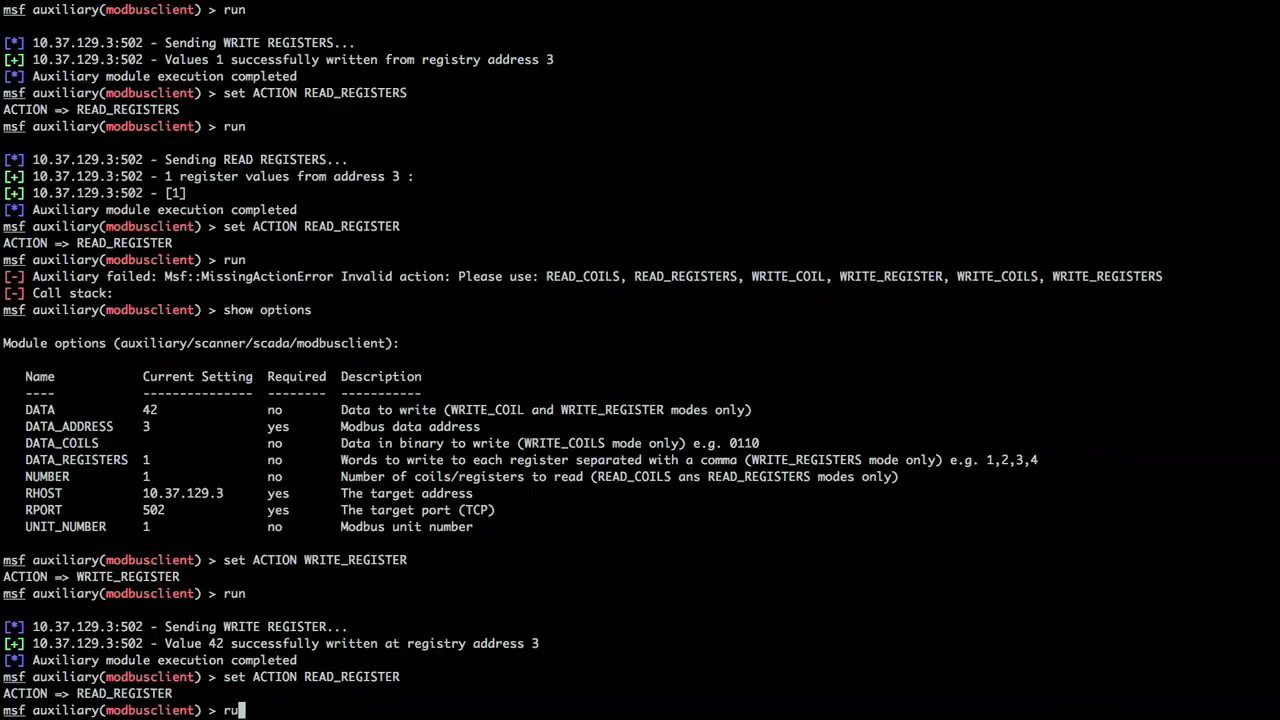 msf auxiliary(modbusclient) > run
[*] 10.37.129.3:502 - Sending WRITE REGISTERS...
[+] 10.37.129.3:502 - Values 1 successfully written from registry address 3
[*] Auxiliary module execution completed
msf auxiliary(modbusclient) > set ACTION READ_REGISTERS
ACTION => READ_REGISTERS
msf auxiliary(modbusclient) > run
[*] 10.37.129.3:502 - Sending READ REGISTERS...
[+] 10.37.129.3:502 - 1 register values from address 3 :
[+] 10.37.129.3:502 - [1]
[*] Auxiliary module execution completed
msf auxiliary(modbusclient) > set ACTION READ_REGISTER
ACTION => READ_REGISTER
msf auxiliary(modbusclient) > run
[-] Auxiliary failed: Msf::MissingActionError Invalid action: Please use: READ_COILS, READ_REGISTERS, WRITE_COIL, WRITE_REGISTER, WRITE_COILS, WRITE_REGISTERS
[-] Call stack:
msf auxiliary(modbusclient) > show options
Module options (auxiliary/scanner/scada/modbusclient):
Name Current Setting Required Description
---- --------------- -------- -----------
DATA 42 no Data to write (WRITE_COIL and WRITE_REGISTER modes only)
DATA_ADDRESS 3 yes Modbus data address
DATA_COILS no Data in binary to write (WRITE_COILS mode only) e.g. 0110
DATA_REGISTERS 1 no Words to write to each register separated with a comma (WRITE_REGISTERS mode only) e.g. 1,2,3,4
NUMBER 1 no Number of coils/registers to read (READ_COILS ans READ_REGISTERS modes only)
RHOST 10.37.129.3 yes The target address
RPORT 502 yes The target port (TCP)
UNIT_NUMBER 1 no Modbus unit number
msf auxiliary(modbusclient) > set ACTION WRITE_REGISTER
ACTION => WRITE_REGISTER
msf auxiliary(modbusclient) > run
[*] 10.37.129.3:502 - Sending WRITE REGISTER...
[+] 10.37.129.3:502 - Value 42 successfully written at registry address 3
[*] Auxiliary module execution completed
msf auxiliary(modbusclient) > set ACTION READ_REGISTER
ACTION => READ_REGISTER
msf auxiliary(modbusclient) > ru